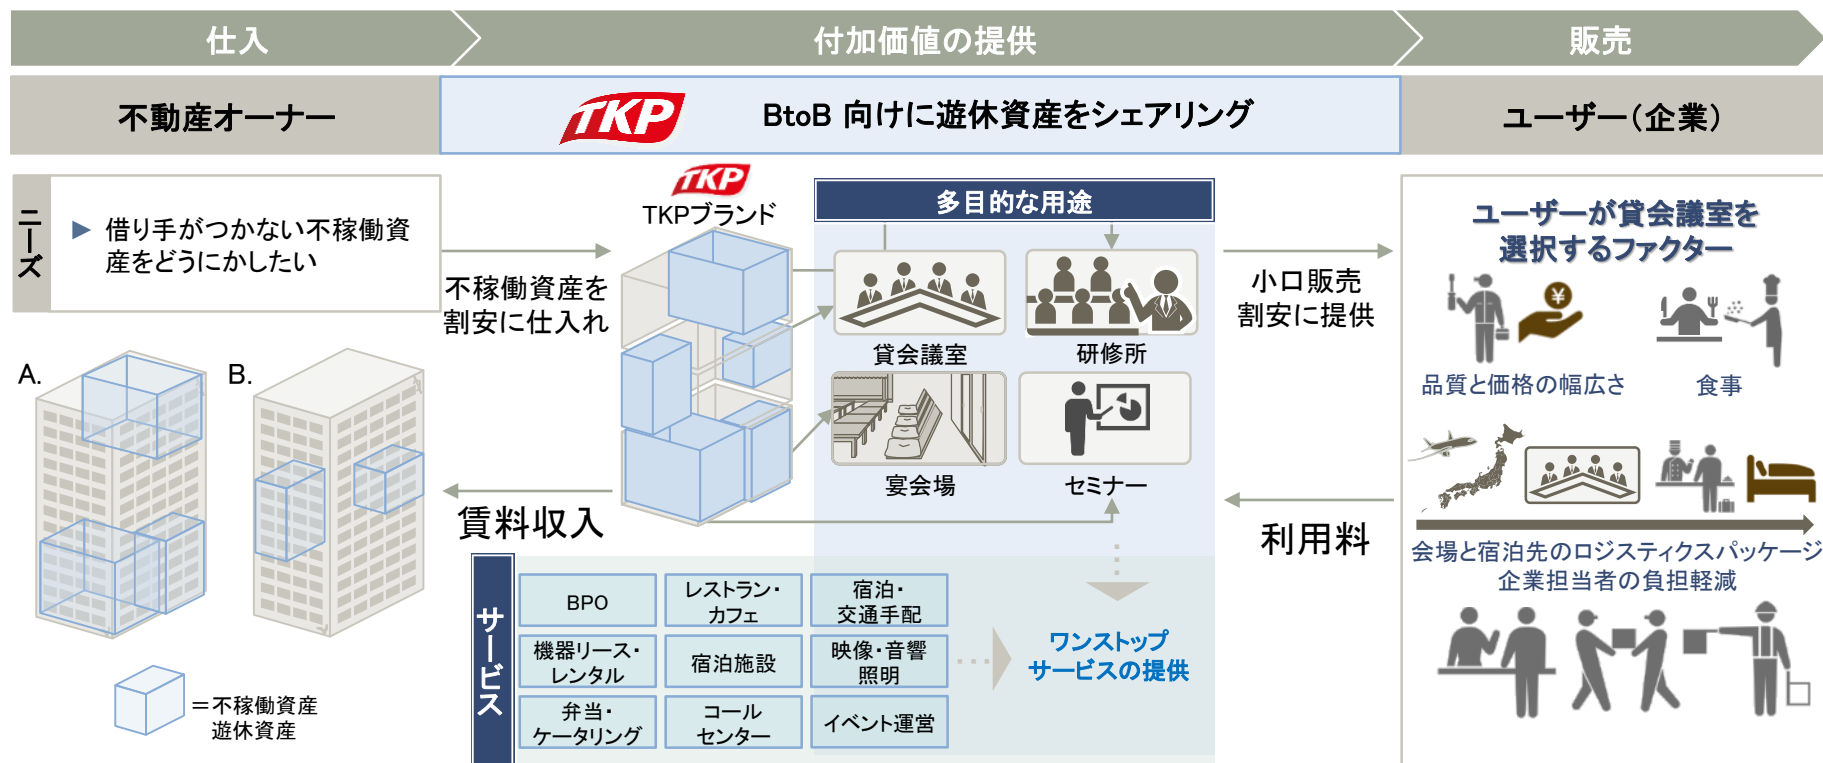 仕入
付加価値の提供
販売
不動産オーナー
TKP
BtoB 向けに遊休資産をシェアリング
ユーザー(企業)
ニーズ
▶ 借り手がつかない不稼働資
産をどうにかしたい
A.
B.
=不稼働資産
遊休資産
不稼働資産を
割安に仕入れ
賃料収入
TKP
TKPブランド
多目的な用途
貸会議室
研修所
宴会場
セミナー
サービス
BPO
レストラン・
カフェ
宿泊・
交通手配
機器リース・
レンタル
宿泊施設
映像・音響
照明
弁当・
ケータリング
コール
センター
イベント運営
ワンストップ
サービスの提供
小口販売
割安に提供
利用料
ユーザーが貸会議室を
選択するファクター
¥
品質と価格の幅広さ
食事
会場と宿泊先のロジスティクスパッケージ
企業担当者の負担軽減